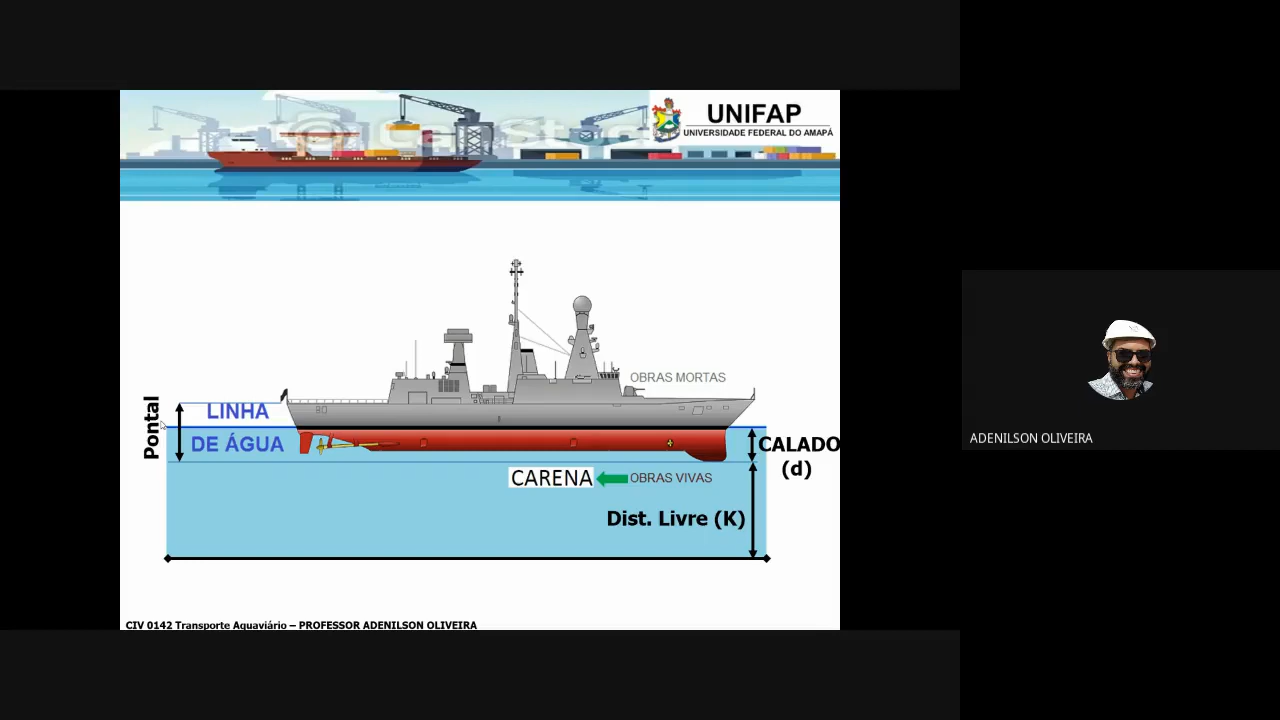 UNIFAP
UNIVERSIDADE FEDERAL DO AMAPÁ
OBRAS MORTAS
Pontal
LINHA
DE ÁGUA
CALADO
(d)
CARENA
OBRAS VIVAS
Dist. Livre (K)
CIV 0142 Transporte Aquaviário – PROFESSOR ADENILSON OLIVEIRA
ADENILSON OLIVEIRA